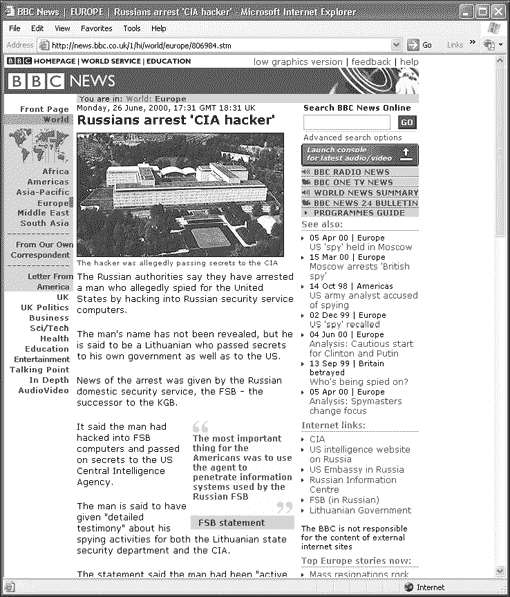 BBC News | EUROPE | Russians arrest 'CIA hacker' - Microsoft Internet Explorer
File Edit View Favorites Tools Help
Address http://news.bbc.co.uk/1/hi/world/europe/806984.stm Go Links »
BBC HOMEPAGE | WORLD SERVICE | EDUCATION
low graphics version | feedback | help
BBC NEWS
You are in: World: Europe
Front Page
World
Africa
Americas
Asia-Pacific
Europe
Middle East
South Asia
From Our Own
Correspondent
Letter From
America
UK
UK Politics
Business
Sci/Tech
Health
Education
Entertainment
Talking Point
In Depth
AudioVideo
Monday, 26 June, 2000, 17:31 GMT 18:31 UK
Russians arrest 'CIA hacker'
The hacker was allegedly passing secrets to the CIA
The Russian authorities say they have arrested
a man who allegedly spied for the United
States by hacking into Russian security service
computers.
The man's name has not been revealed, but he
is said to be a Lithuanian who passed secrets
to his own government as well as to the US.
News of the arrest was given by the Russian
domestic security service, the FSB - the
successor to the KGB.
It said the man had
hacked into FSB
computers and passed
on secrets to the US
Central Intelligence
Agency.
The man is said to have
given "detailed
testimony" about his
spying activities for both the Lithuanian state
security department and the CIA.
The statement said the man had been "active
“
The most important
thing for the
Americans was to use
the agent to
penetrate information
systems used by the
Russian FSB
”
FSB statement
Search BBC News Online
GO
Advanced search options
Launch console
for latest audio/video
BBC RADIO NEWS
BBC ONE TV NEWS
WORLD NEWS SUMMARY
BBC NEWS 24 BULLETIN
PROGRAMMES GUIDE
See also:
05 Apr 00 | Europe
US 'spy' held in Moscow
15 Mar 00 | Europe
Moscow arrests 'British
spy'
14 Oct 98 | Americas
US army analyst accused
of spying
02 Dec 99 | Europe
US 'spy' recalled
04 Jun 00 | Europe
Analysis: Cautious start
for Clinton and Putin
13 Sep 99 | Britain
betrayed
Who's being spied on?
05 Apr 00 | Europe
Analysis: Spymasters
change focus
Internet links:
CIA
US intelligence website
on Russia
US Embassy in Russia
Russian Information
Centre
FSB (in Russian)
Lithuanian Government
The BBC is not responsible
for the content of external
internet sites
Top Europe stories now:
Mass resignations rock
Internet